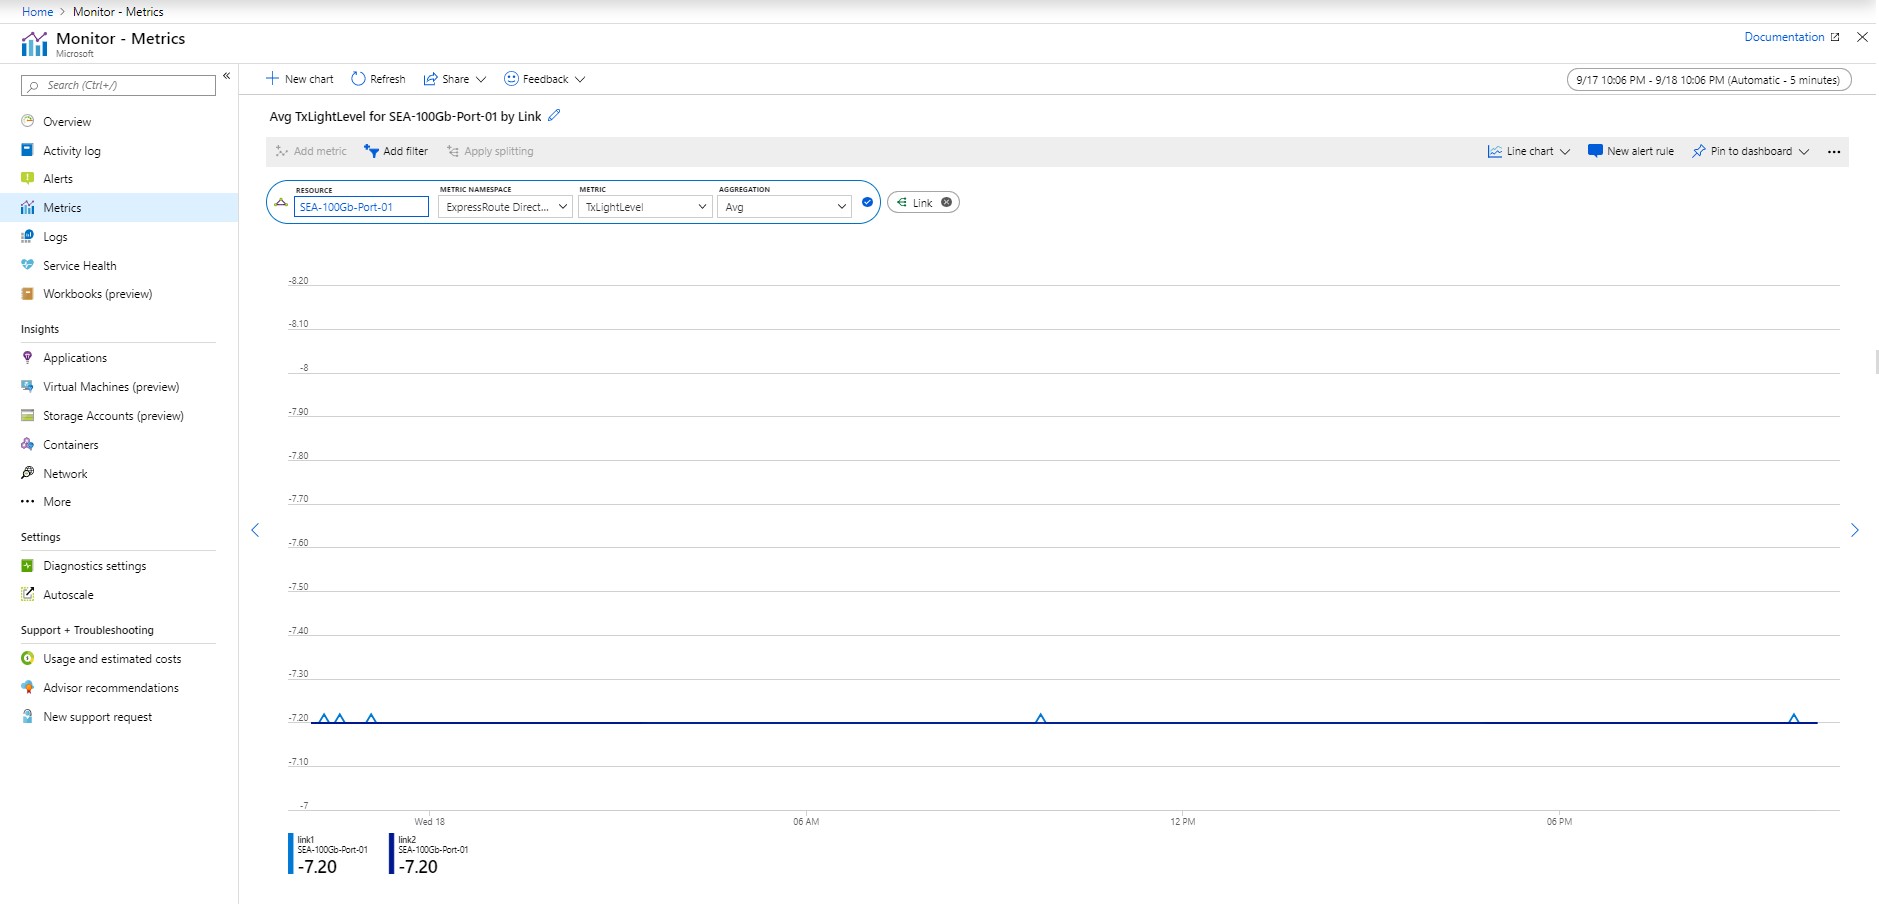 Home > Monitor - Metrics
Monitor - Metrics
Microsoft
Documentation
Search (Ctrl+/)
«
Overview
Activity log
Alerts
Metrics
Logs
Service Health
Workbooks (preview)
Insights
Applications
Virtual Machines (preview)
Storage Accounts (preview)
Containers
Network
More
Settings
Diagnostics settings
Autoscale
Support + Troubleshooting
Usage and estimated costs
Advisor recommendations
New support request
New chart Refresh Share Feedback
9/17 10:06 PM - 9/18 10:06 PM (Automatic - 5 minutes)
Avg TxLightLevel for SEA-100Gb-Port-01 by Link
Add metric Add filter Apply splitting
Line chart New alert rule Pin to dashboard
RESOURCE METRIC NAMESPACE METRIC AGGREGATION
SEA-100Gb-Port-01 ExpressRoute Direct... TxLightLevel Avg
Link
-8.20
-8.10
-8
-7.90
-7.80
-7.70
-7.60
-7.50
-7.40
-7.30
-7.20
-7.10
-7
Wed 18 06 AM 12 PM 06 PM
link1
SEA-100Gb-Port-01
-7.20
link2
SEA-100Gb-Port-01
-7.20